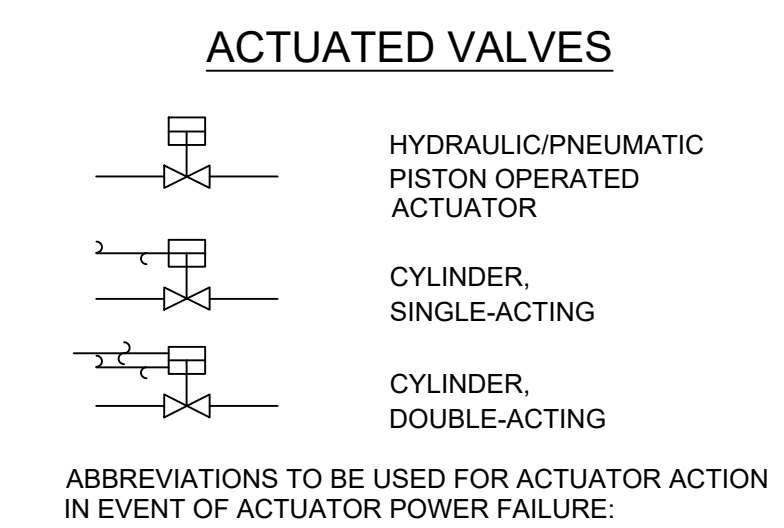 ACTUATED VALVES
HYDRAULIC/PNEUMATIC
PISTON OPERATED
ACTUATOR
CYLINDER,
SINGLE-ACTING
CYLINDER,
DOUBLE-ACTING
ABBREVIATIONS TO BE USED FOR ACTUATOR ACTION
IN EVENT OF ACTUATOR POWER FAILURE: